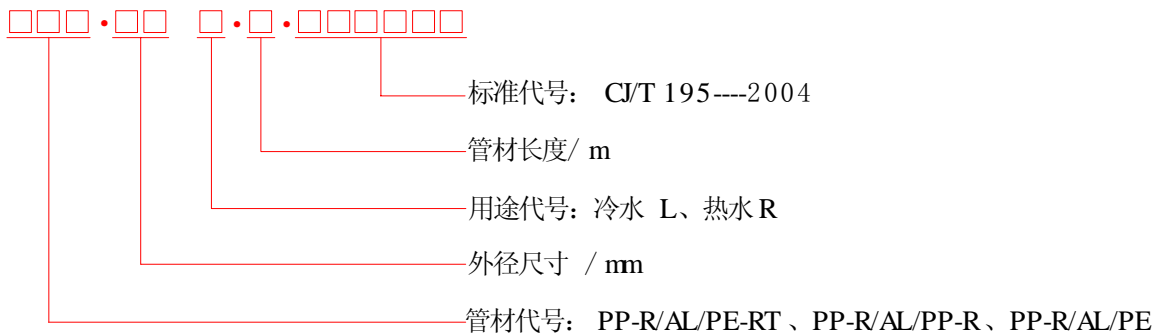 □□□·□□ □·□·□□□□□□
标准代号： CJ/T 195----2004
管材长度/ m
用途代号：冷水 L、热水 R
外径尺寸 / mm
管材代号： PP-R/AL/PE-RT 、PP-R/AL/PP-R 、PP-R/AL/PE